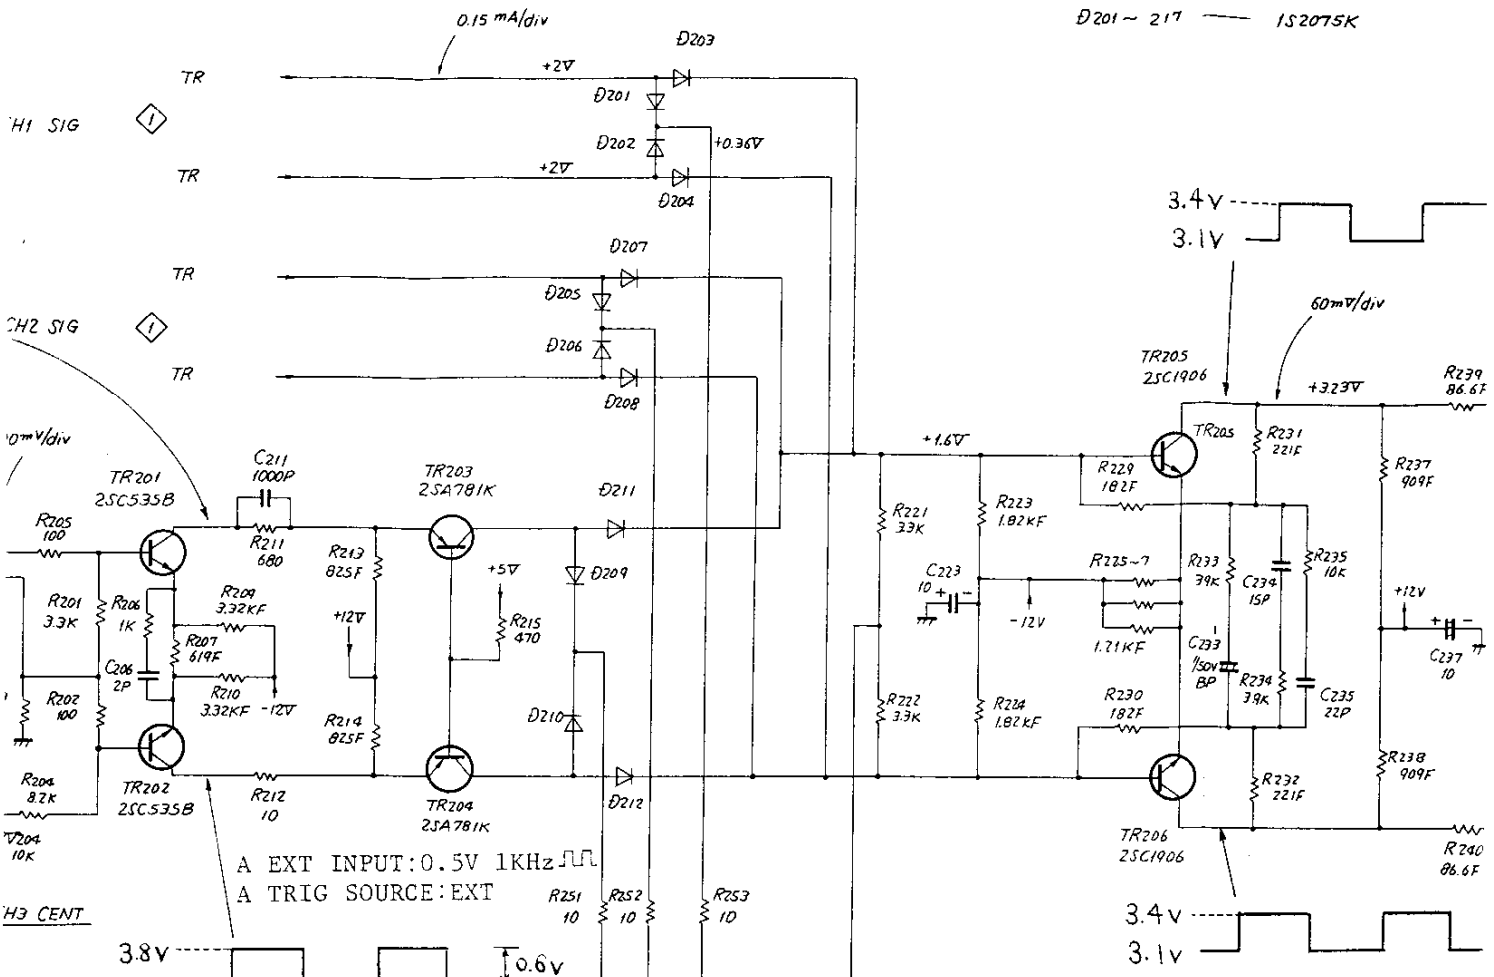 0.15 mA/div
D201 ~ 217 — 1S2075K
D203
TR
+2V
D201
H1 SIG
1
D202
+0.36V
TR
+2V
D204
3.4V
3.1V
D207
TR
D205
60mV/div
CH2 SIG
1
D206
TR
D208
TR205
2SC1906
+3.23V
R239
86.6F
0mV/div
TR201
2SC535B
C211
1000P
TR203
2SA781K
D211
+1.6V
TR205
R231
221F
R229
182F
R237
909F
R205
100
R211
680
R213
825F
R221
3.3K
R223
1.82KF
D209
+5V
R201
3.3K
R206
1K
R209
3.32KF
+12V
R215
470
C223
10
+
-
R225~7
R233
39K
C234
15P
R235
10K
-12V
+12V
R207
619F
1.21KF
C233
1/50V
BP
+
-
C237
10
C206
2P
R210
3.32KF
-12V
R202
100
R214
825F
D210
R222
3.3K
R224
1.82KF
R230
182F
R234
39K
C235
22P
R204
8.2K
TR202
2SC535B
R212
10
TR204
2SA781K
D212
R232
221F
R238
909F
V204
10K
TR206
2SC1906
R240
86.6F
A EXT INPUT:0.5V 1KHz
A TRIG SOURCE:EXT
R251
10
R252
10
R253
10
H3 CENT
3.8V
0.6V
3.4V
3.1V